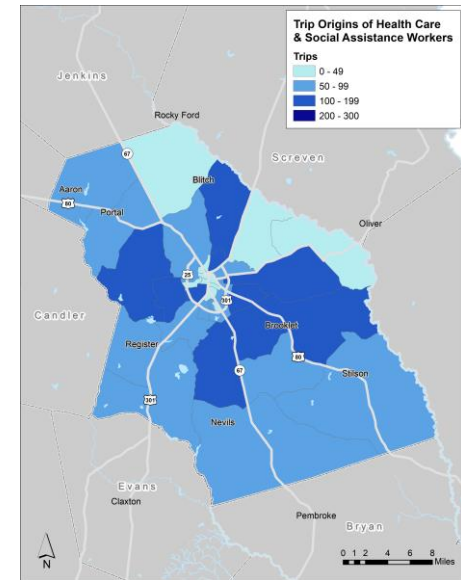 Trip Origins of Health Care
& Social Assistance Workers
Trips
0 - 49
50 - 99
100 - 199
200 - 300
Jenkins
Rocky Ford
67
Screven
Blitch
Aaron
80
Portal
Oliver
25
301
Candler
Brooklet
Register
80
67
Stilson
301
Nevils
Evans
Claxton
Pembroke
Bryan
N
0 1 2 4 6 8
Miles